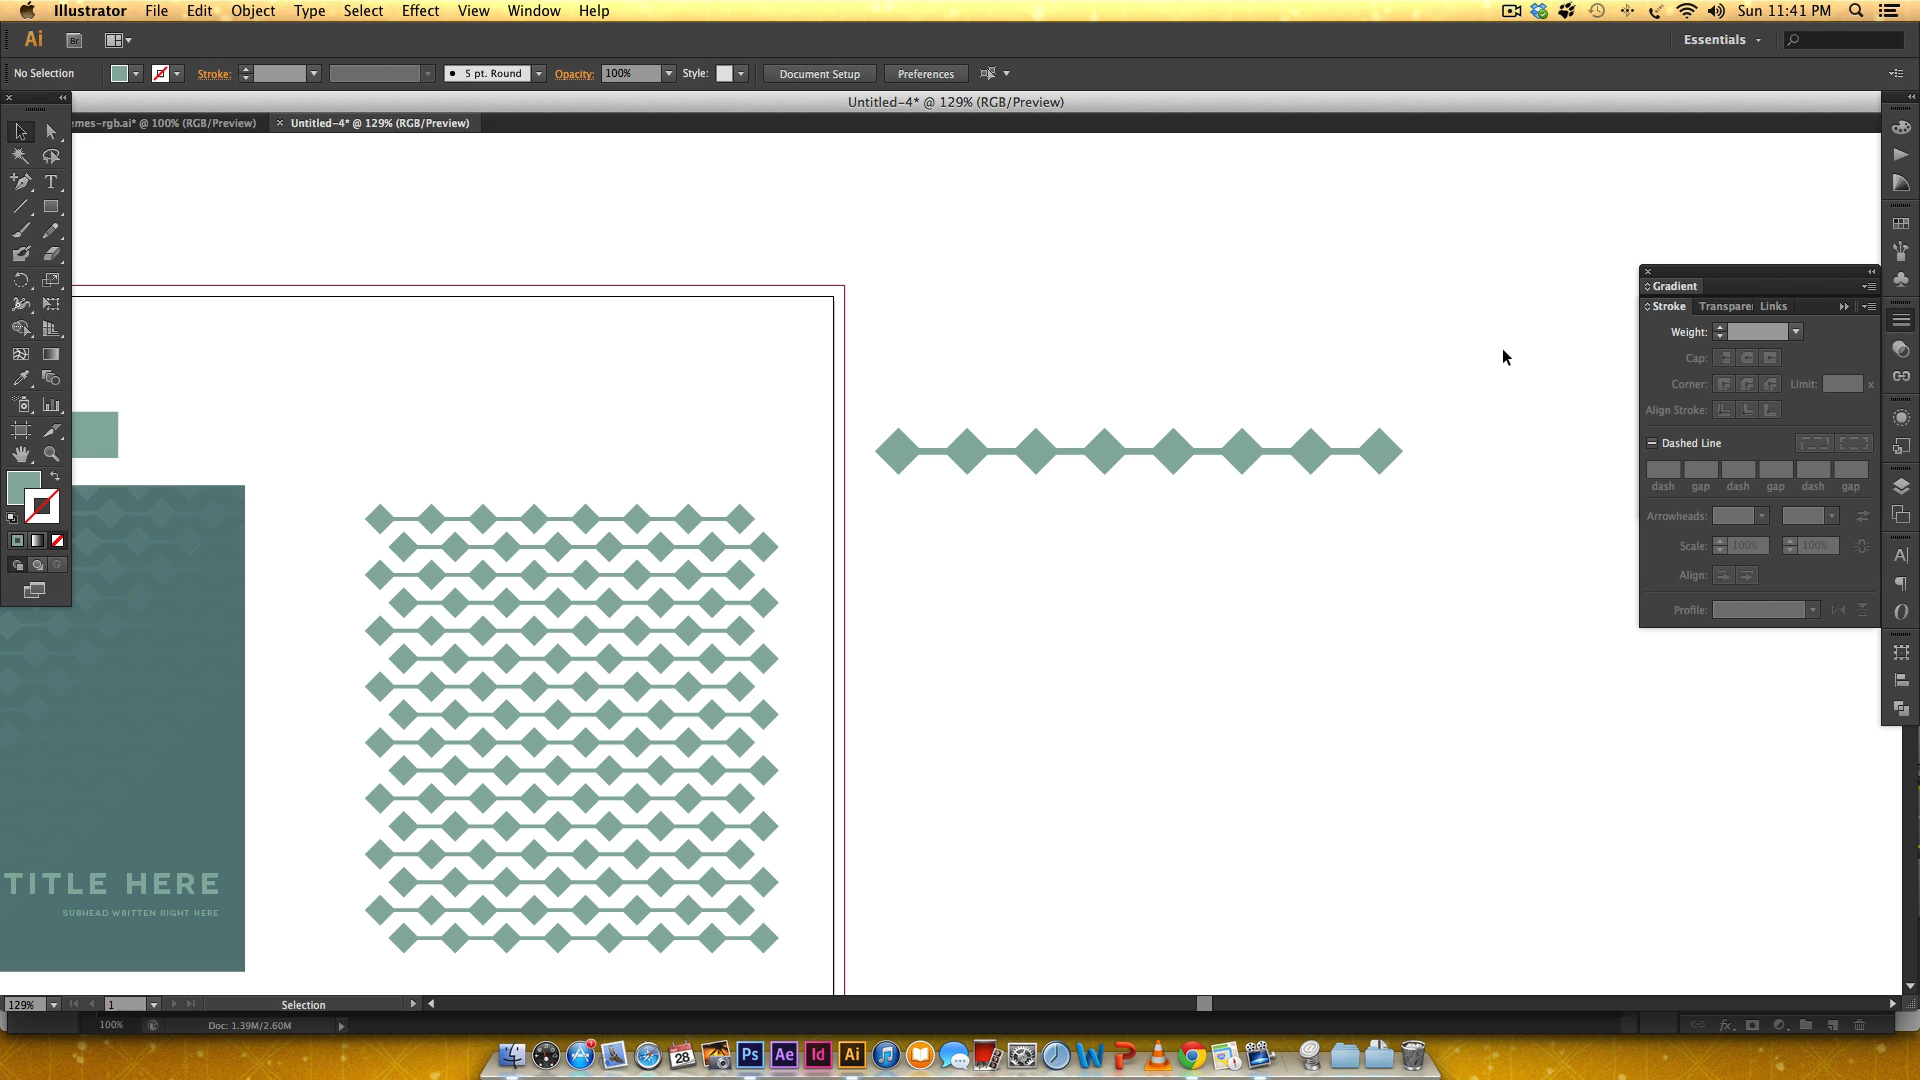 Illustrator File Edit Object Type Select Effect View Window Help
Sun 11:41 PM
Ai Br
Essentials
No Selection
Stroke:
5 pt. Round
Opacity: 100%
Style:
Document Setup
Preferences
Untitled-4* @ 129% (RGB/Preview)
emes-rgb.ai* @ 100% (RGB/Preview)
× Untitled-4* @ 129% (RGB/Preview)
T
Gradient
Stroke Transparen Links
Weight:
Cap:
Corner: Limit: x
Align Stroke:
Dashed Line
dash gap dash gap dash gap
Arrowheads:
Scale: 100% 100%
Align:
Profile:
TITLE HERE
SUBHEAD WRITTEN RIGHT HERE
129% 1 Selection
100% Doc: 1.39M/2.60M
fx
28 Ps Ae Id Ai W P